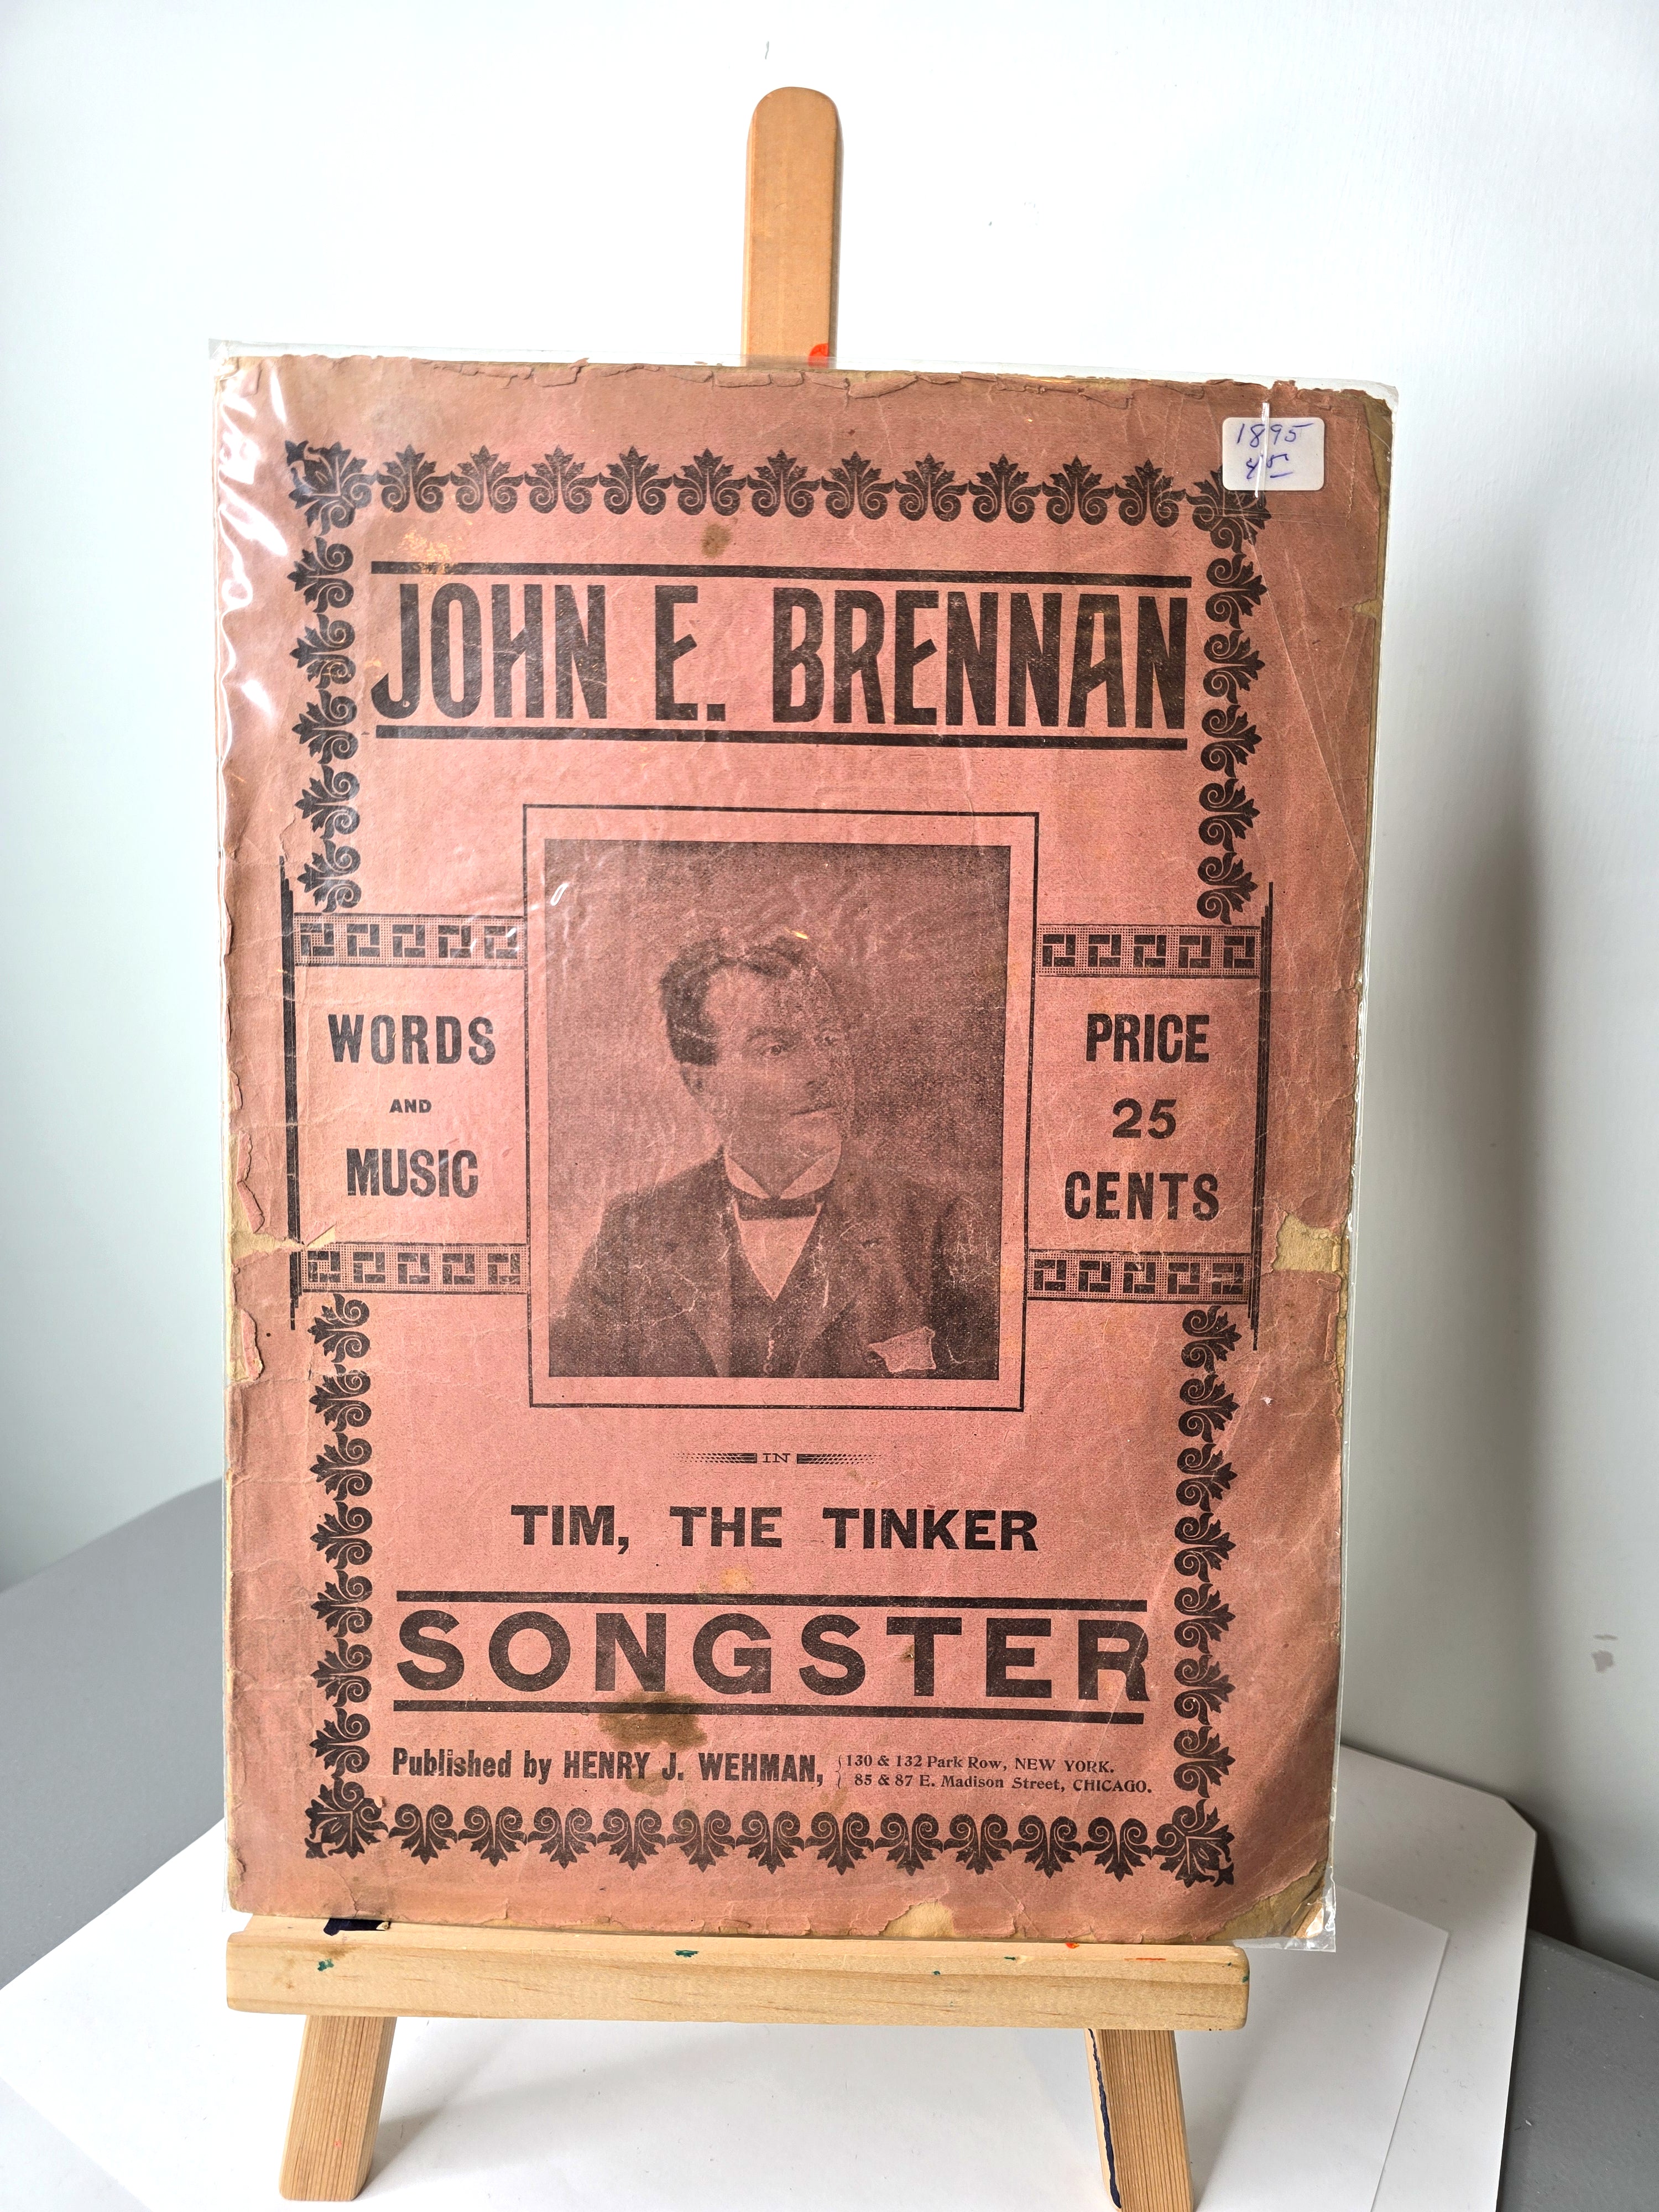 1895
45
JOHN E. BRENNAN
WORDS
AND
MUSIC
PRICE
25
CENTS
IN
TIM, THE TINKER
SONGSTER
Published by HENRY J. WEHMAN, { 130 & 132 Park Row, NEW YORK.
85 & 87 E. Madison Street, CHICAGO.